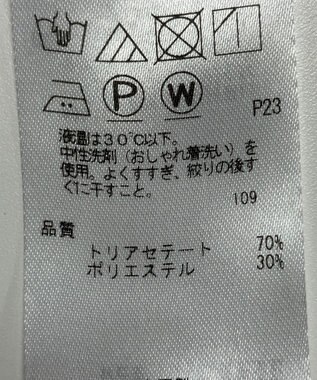 P W
P23
液温は30℃以下。
中性洗剤（おしゃれ着洗い）を
使用。よくすすぎ、絞りの後す
ぐに干すこと。
109
品質
トリアセテート 70%
ポリエステル 30%